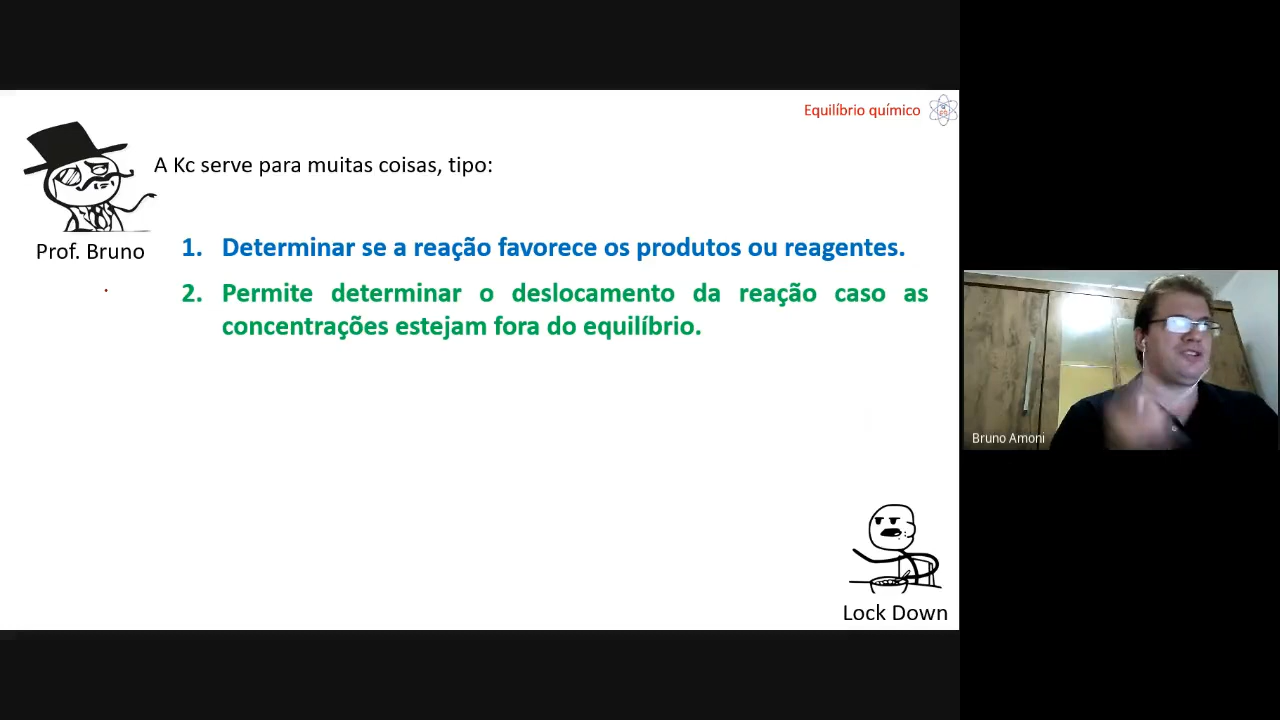 Equilíbrio químico
A Kc serve para muitas coisas, tipo:
Prof. Bruno
1. Determinar se a reação favorece os produtos ou reagentes.
2. Permite determinar o deslocamento da reação caso as
concentrações estejam fora do equilíbrio.
Bruno Amoni
Lock Down